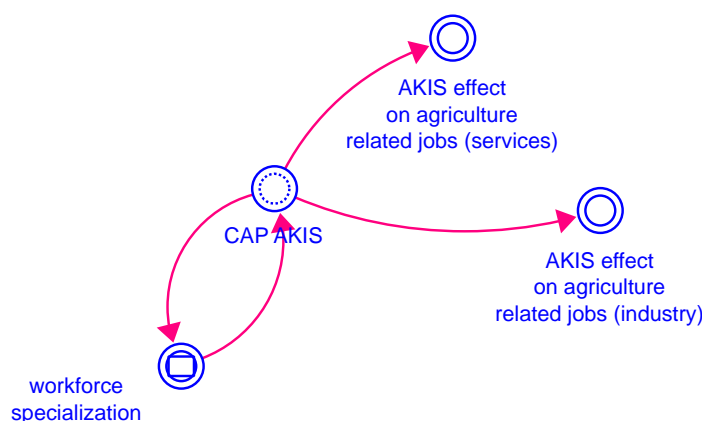 AKIS effect
on agriculture
related jobs (services)
CAP AKIS
AKIS effect
on agriculture
related jobs (industry)
workforce
specialization